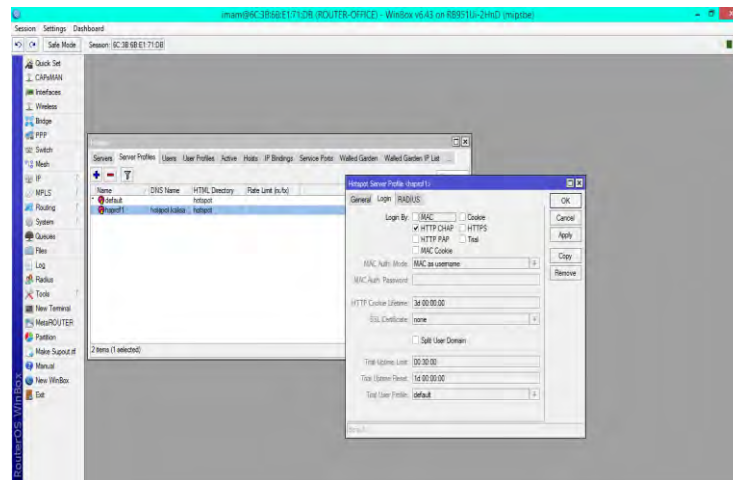 imam@6C:3B:6B:E1:71:DB (ROUTER-OFFICE) - WinBox v6.43 on RB951Ui-2HnD (mipsbe)
Session Settings Dashboard
Safe Mode Session: 6C:3B:6B:E1:71:DB
Quick Set
CAPsMAN
Interfaces
Wireless
Bridge
PPP
Switch
Mesh
IP
MPLS
Routing
System
Queues
Files
Log
Radius
Tools
New Terminal
MetaROUTER
Partition
Make Supout.rif
Manual
New WinBox
Exit
RouterOS WinBox
Servers Server Profiles Users User Profiles Active Hosts IP Bindings Service Ports Walled Garden Walled Garden IP List ...
Name DNS Name HTML Directory Rate Limit (rx/tx)
* default hotspot
hsprof1 hotspot
2 items (1 selected)
Hotspot Server Profile <hsprof1>
General Login RADIUS
Login By: MAC Cookie
HTTP CHAP HTTPS
HTTP PAP Trial
MAC Cookie
MAC Auth. Mode: MAC as username
MAC Auth. Password:
HTTP Cookie Lifetime: 3d 00:00:00
SSL Certificate: none
Split User Domain
Trial Uptime Limit: 00:30:00
Trial Uptime Reset: 1d 00:00:00
Trial User Profile: default
OK
Cancel
Apply
Copy
Remove